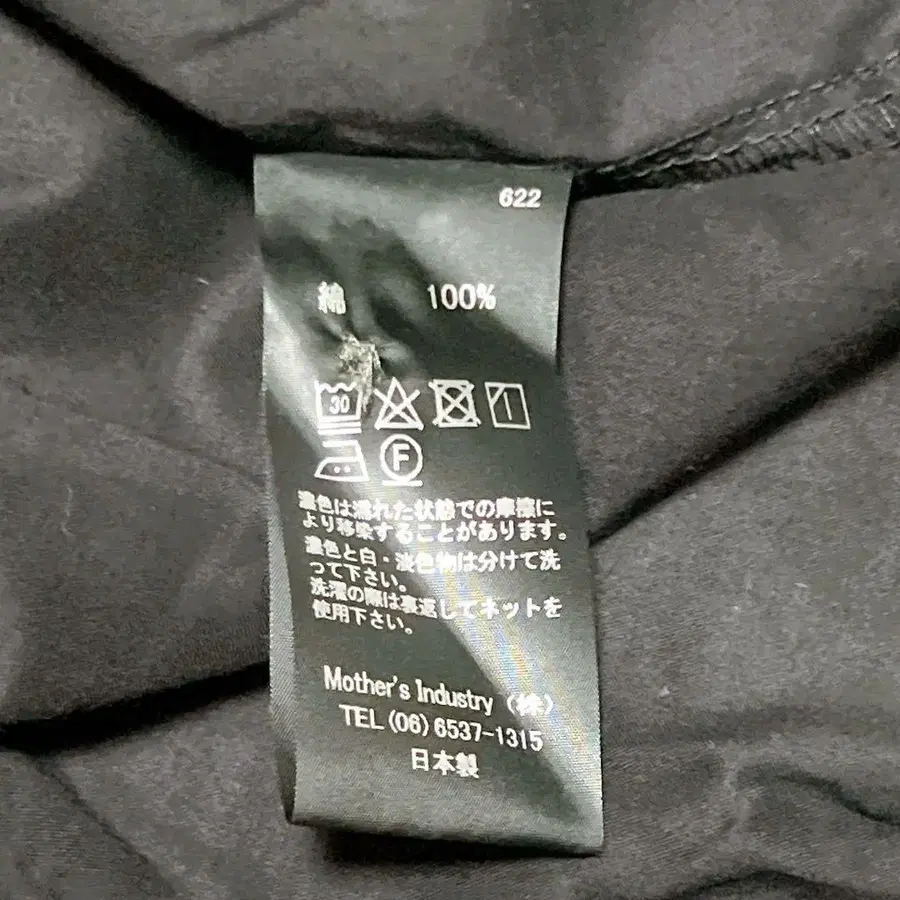 622
綿 100%
30
F
濃色は濡れた状態での摩擦に
より移染することがあります。
濃色と白・淡色物は分けて洗
って下さい。
洗濯の際は裏返してネットを
使用下さい。
Mother's Industry (株)
TEL (06) 6537-1315
日本製